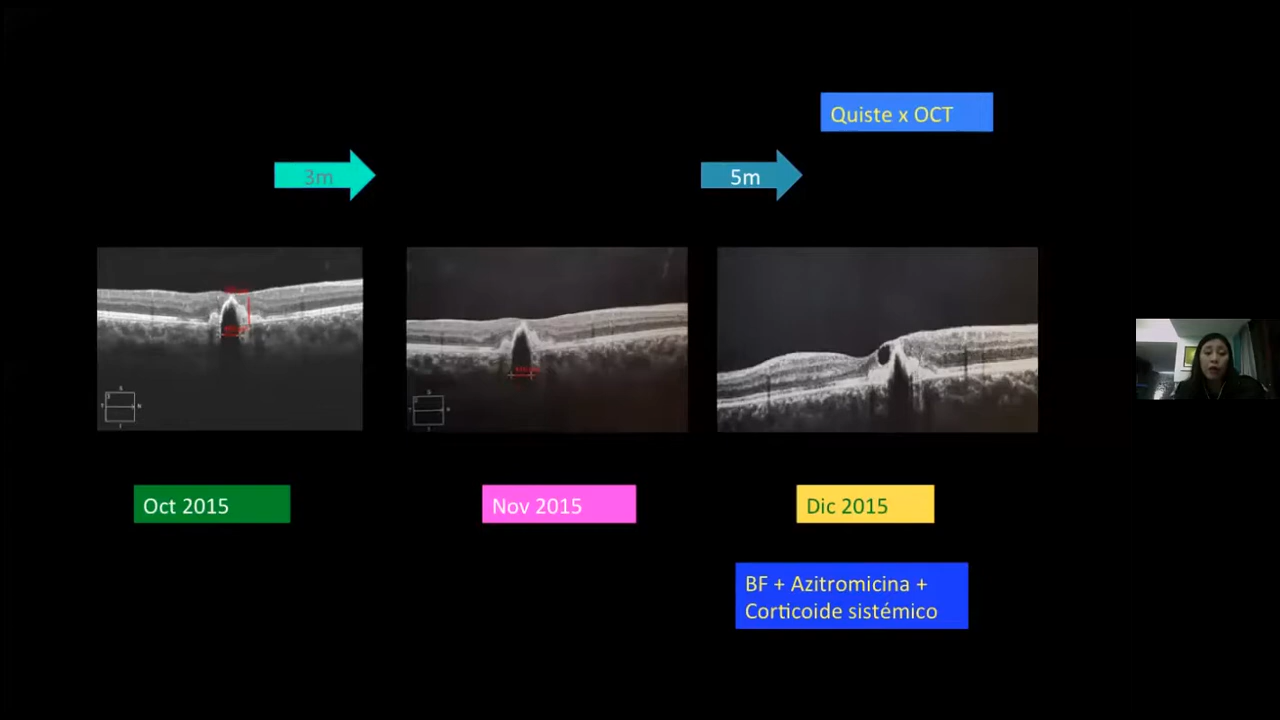 Quiste x OCT
3m
5m
Oct 2015
Nov 2015
Dic 2015
BF + Azitromicina +
Corticoide sistémico